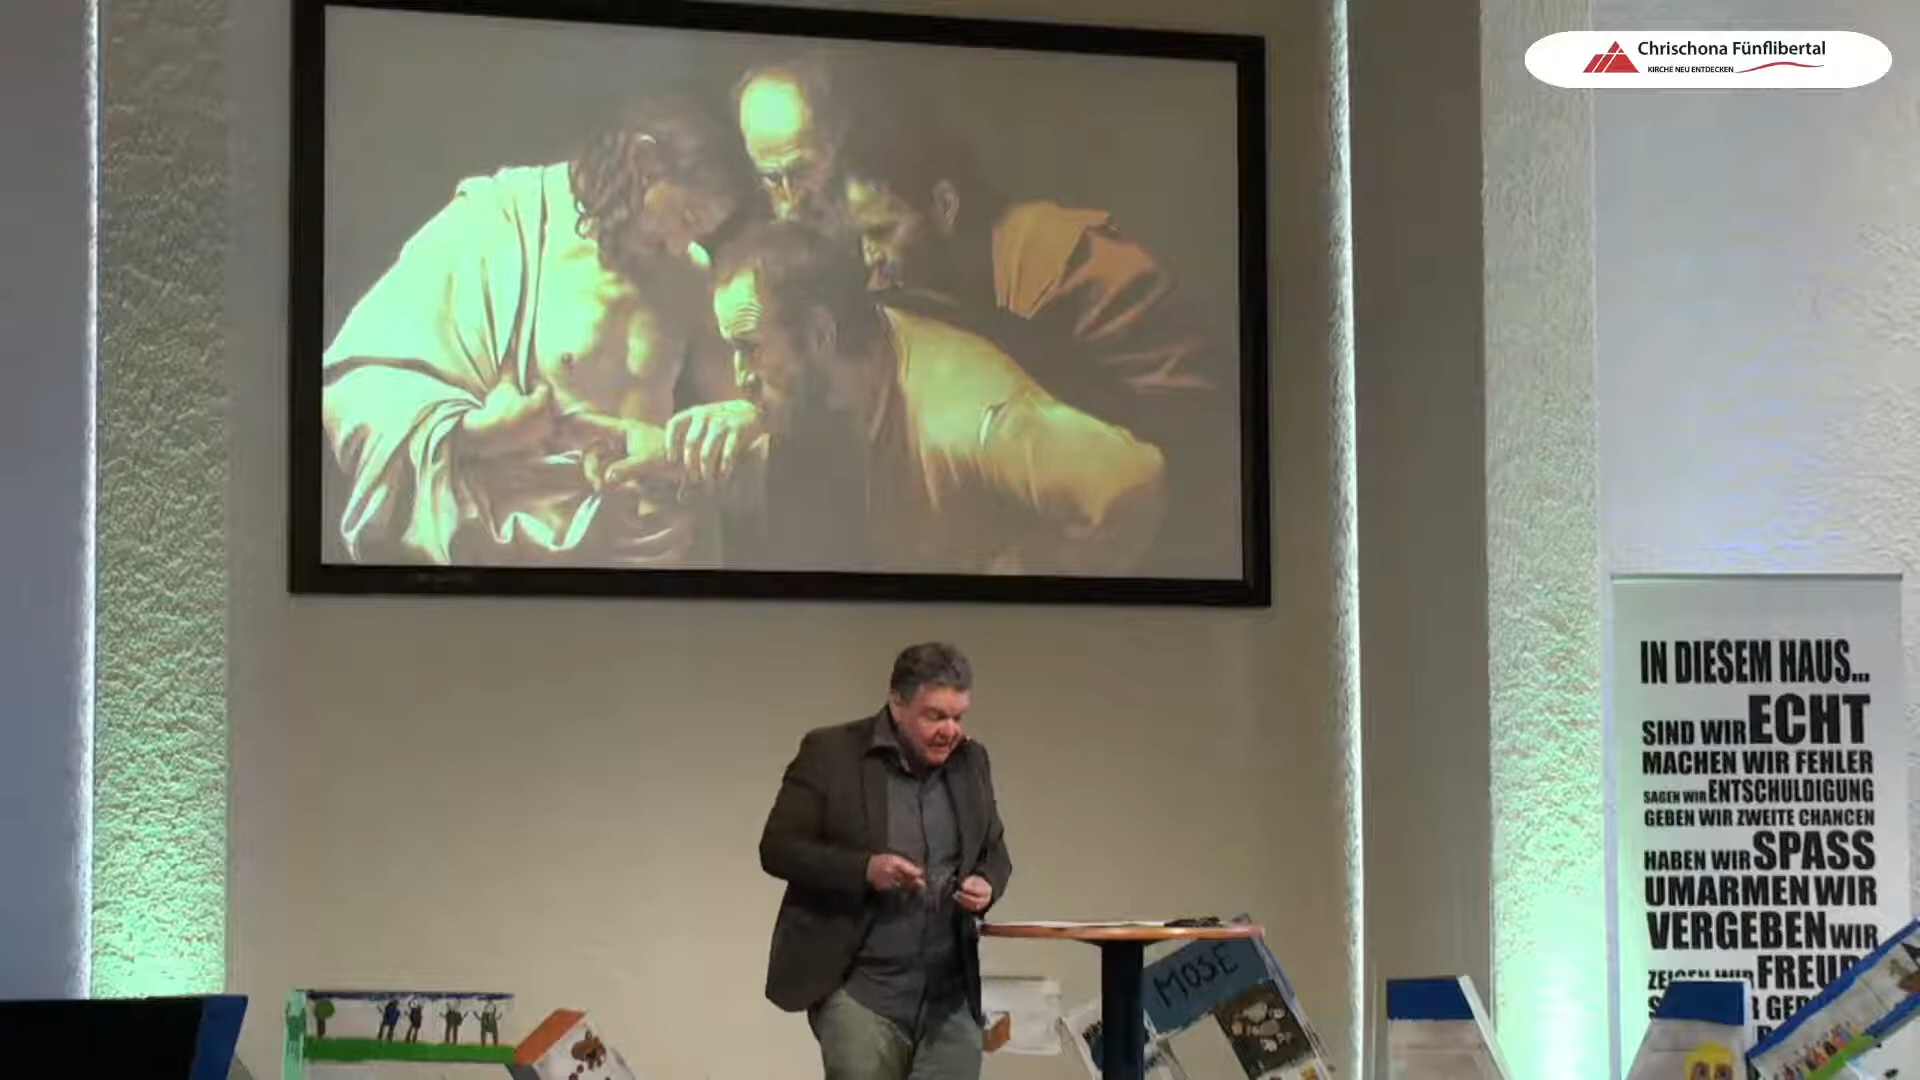 Chrischona Fünflibertal
KIRCHE NEU ENTDECKEN
IN DIESEM HAUS...
SIND WIR ECHT
MACHEN WIR FEHLER
SAGEN WIR ENTSCHULDIGUNG
GEBEN WIR ZWEITE CHANCEN
HABEN WIR SPASS
UMARMEN WIR
VERGEBEN WIR
MOSE